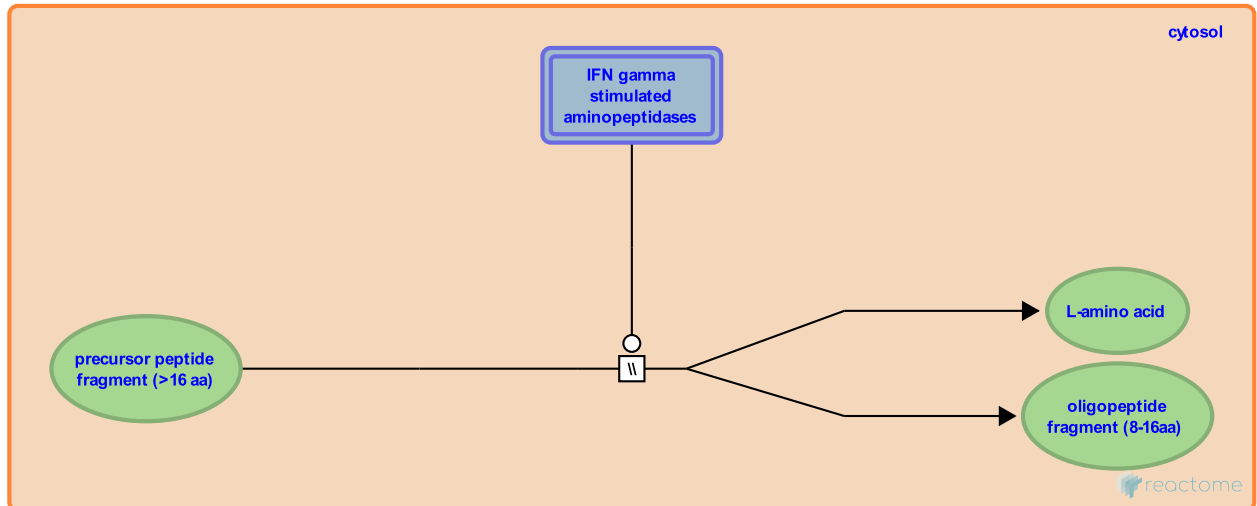 cytosol
IFN gamma
stimulated
aminopeptidases
L-amino acid
precursor peptide
fragment (>16 aa)
\\
oligopeptide
fragment (8-16aa)
reactome